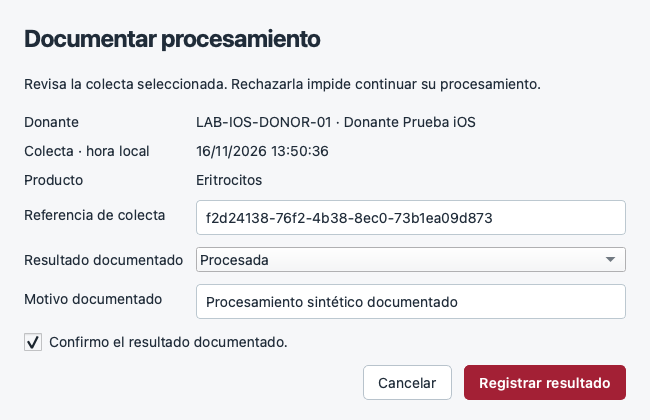 Documentar procesamiento
Revisa la colecta seleccionada. Rechazarla impide continuar su procesamiento.
Donante LAB-IOS-DONOR-01 · Donante Prueba iOS
Colecta · hora local 16/11/2026 13:50:36
Producto Eritrocitos
Referencia de colecta f2d24138-76f2-4b38-8ec0-73b1ea09d873
Resultado documentado Procesada
Motivo documentado Procesamiento sintético documentado
Confirmo el resultado documentado.
Cancelar Registrar resultado